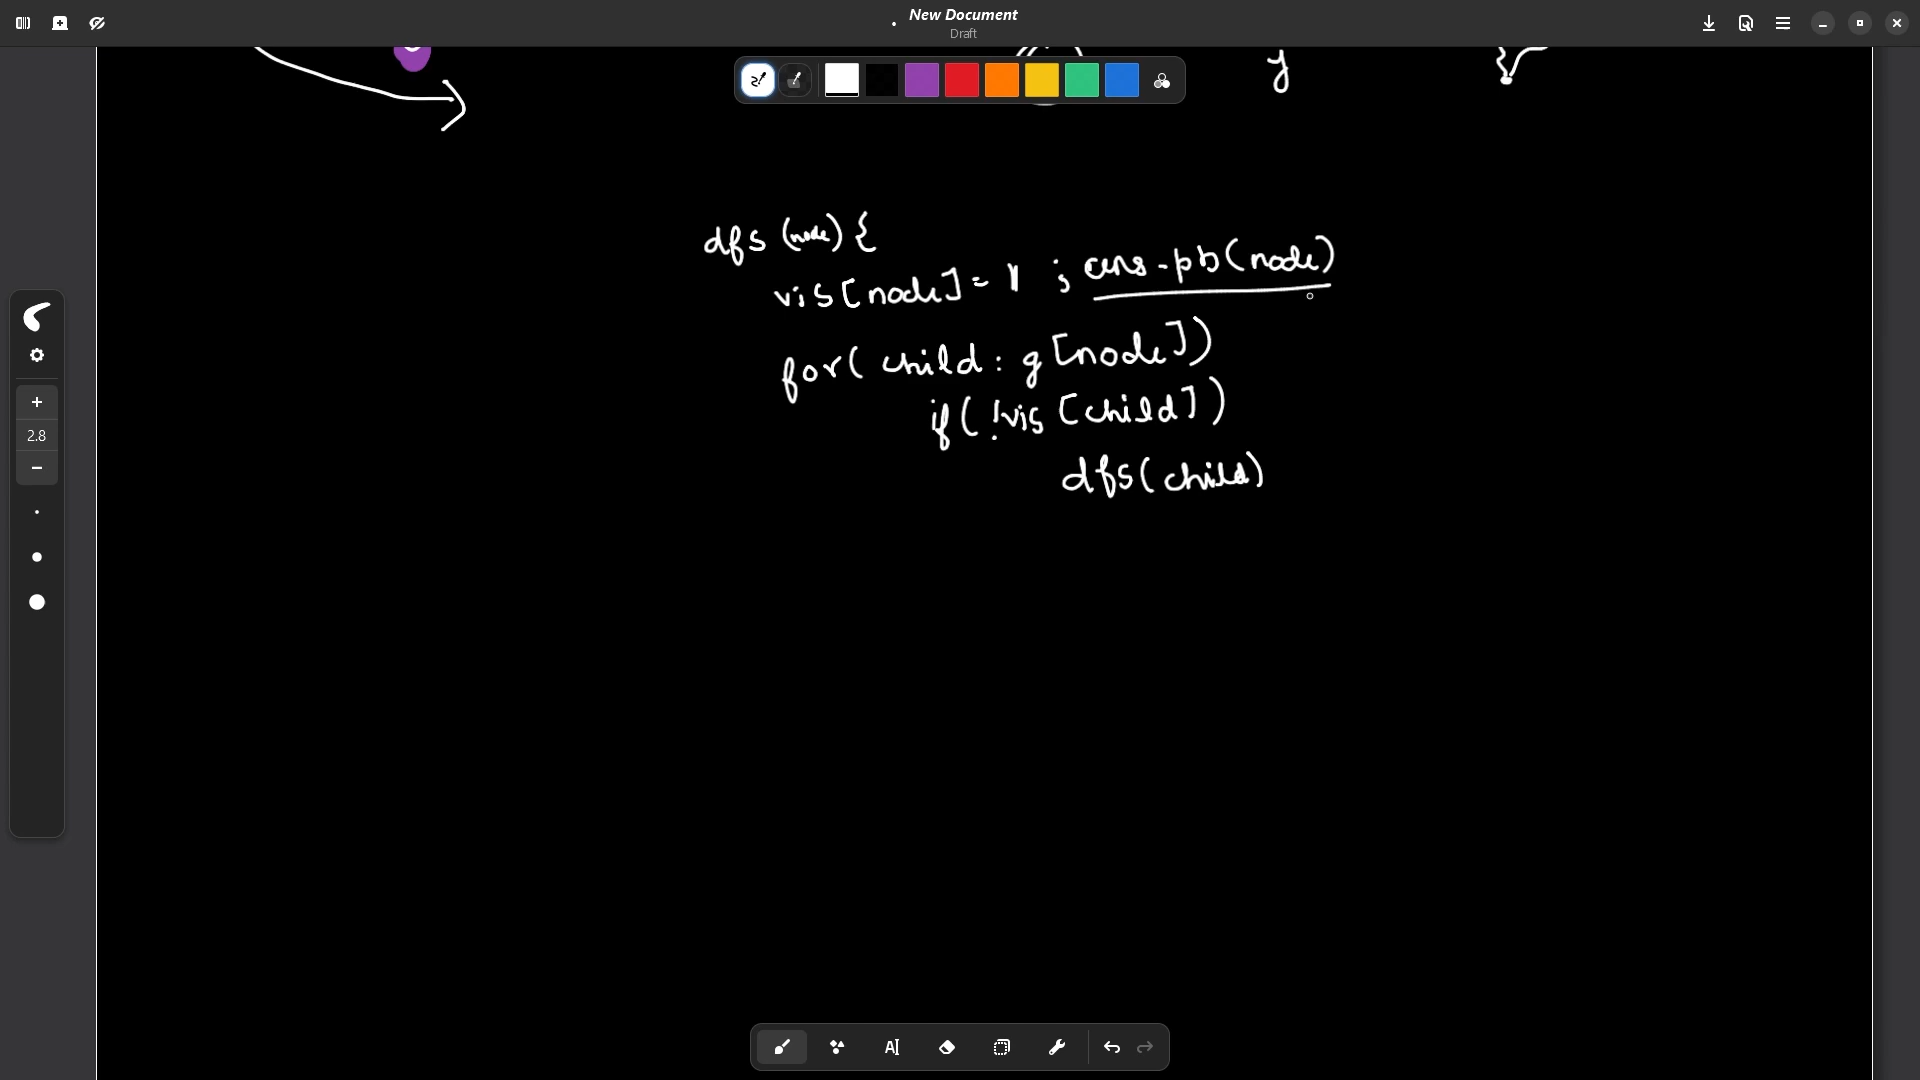 New Document
Draft
y
dfs (node) {
vis[node] = 1 ; ans.pb(node)
for( child : g[node])
if( !vis [child])
dfs(child)
2.8